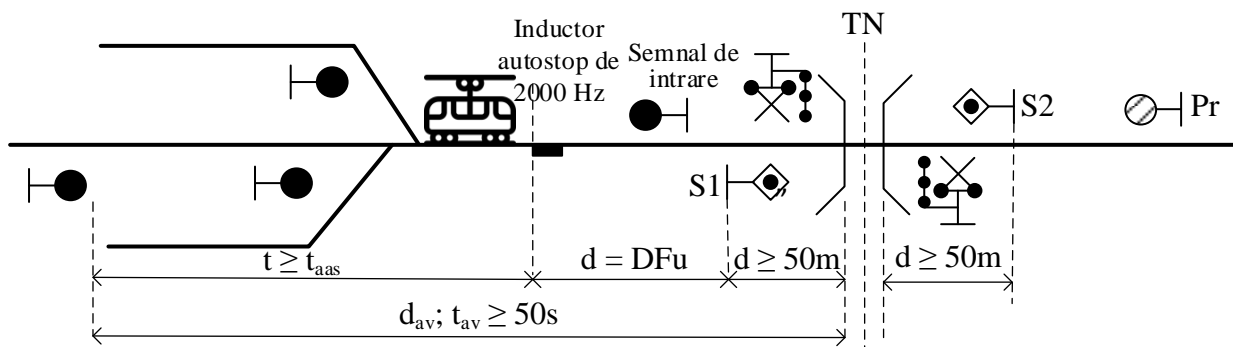 TN
Inductor
autostop de
2000 Hz
Semnal de
intrare
S2
Pr
S1
t ≥ taas
d = DFu
d ≥ 50m
d ≥ 50m
dav; tav ≥ 50s